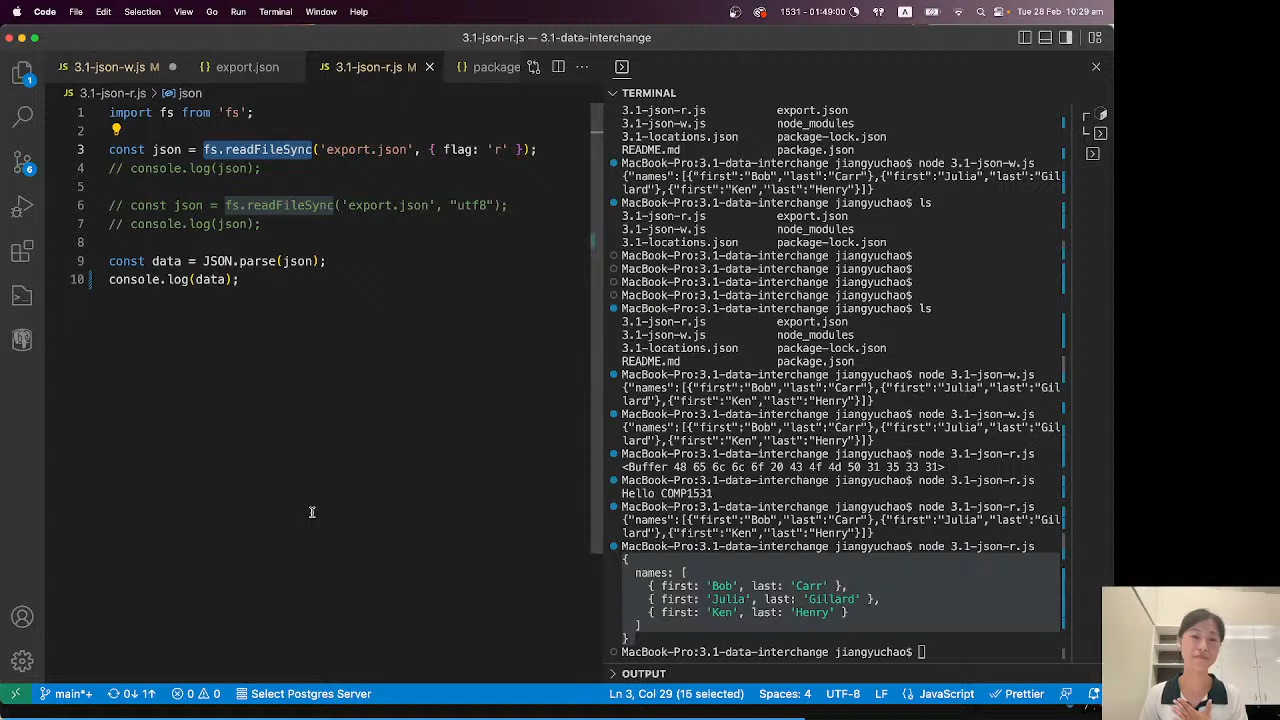 Code File Edit Selection View Go Run Terminal Window Help 1531 - 01:49:00 A Tue 28 Feb 10:29 am
3.1-json-r.js — 3.1-data-interchange
3.1-json-w.js M
export.json
3.1-json-r.js M
package
3.1-json-r.js > json
1 import fs from 'fs';
2
3 const json = fs.readFileSync('export.json', { flag: 'r' });
4 // console.log(json);
5
6 // const json = fs.readFileSync('export.json', "utf8");
7 // console.log(json);
8
9 const data = JSON.parse(json);
10 console.log(data);
1
6
TERMINAL
3.1-json-r.js export.json
3.1-json-w.js node_modules
3.1-locations.json package-lock.json
README.md package.json
MacBook-Pro:3.1-data-interchange jiangyuchao$ node 3.1-json-w.js
{"names":[{"first":"Bob","last":"Carr"},{"first":"Julia","last":"Gil
lard"},{"first":"Ken","last":"Henry"}]}
MacBook-Pro:3.1-data-interchange jiangyuchao$ ls
3.1-json-r.js export.json
3.1-json-w.js node_modules
3.1-locations.json package-lock.json
MacBook-Pro:3.1-data-interchange jiangyuchao$
MacBook-Pro:3.1-data-interchange jiangyuchao$
MacBook-Pro:3.1-data-interchange jiangyuchao$
MacBook-Pro:3.1-data-interchange jiangyuchao$
MacBook-Pro:3.1-data-interchange jiangyuchao$ ls
3.1-json-r.js export.json
3.1-json-w.js node_modules
3.1-locations.json package-lock.json
README.md package.json
MacBook-Pro:3.1-data-interchange jiangyuchao$ node 3.1-json-w.js
{"names":[{"first":"Bob","last":"Carr"},{"first":"Julia","last":"Gil
lard"},{"first":"Ken","last":"Henry"}]}
MacBook-Pro:3.1-data-interchange jiangyuchao$ node 3.1-json-w.js
{"names":[{"first":"Bob","last":"Carr"},{"first":"Julia","last":"Gil
lard"},{"first":"Ken","last":"Henry"}]}
MacBook-Pro:3.1-data-interchange jiangyuchao$ node 3.1-json-r.js
<Buffer 48 65 6c 6c 6f 20 43 4f 4d 50 31 35 33 31>
MacBook-Pro:3.1-data-interchange jiangyuchao$ node 3.1-json-r.js
Hello COMP1531
MacBook-Pro:3.1-data-interchange jiangyuchao$ node 3.1-json-r.js
{"names":[{"first":"Bob","last":"Carr"},{"first":"Julia","last":"Gil
lard"},{"first":"Ken","last":"Henry"}]}
MacBook-Pro:3.1-data-interchange jiangyuchao$ node 3.1-json-r.js
{
names: [
{ first: 'Bob', last: 'Carr' },
{ first: 'Julia', last: 'Gillard' },
{ first: 'Ken', last: 'Henry' }
]
}
MacBook-Pro:3.1-data-interchange jiangyuchao$
OUTPUT
main*+ 0↓ 1↑ 0 0 Select Postgres Server Ln 3, Col 29 (15 selected) Spaces: 4 UTF-8 LF JavaScript Prettier